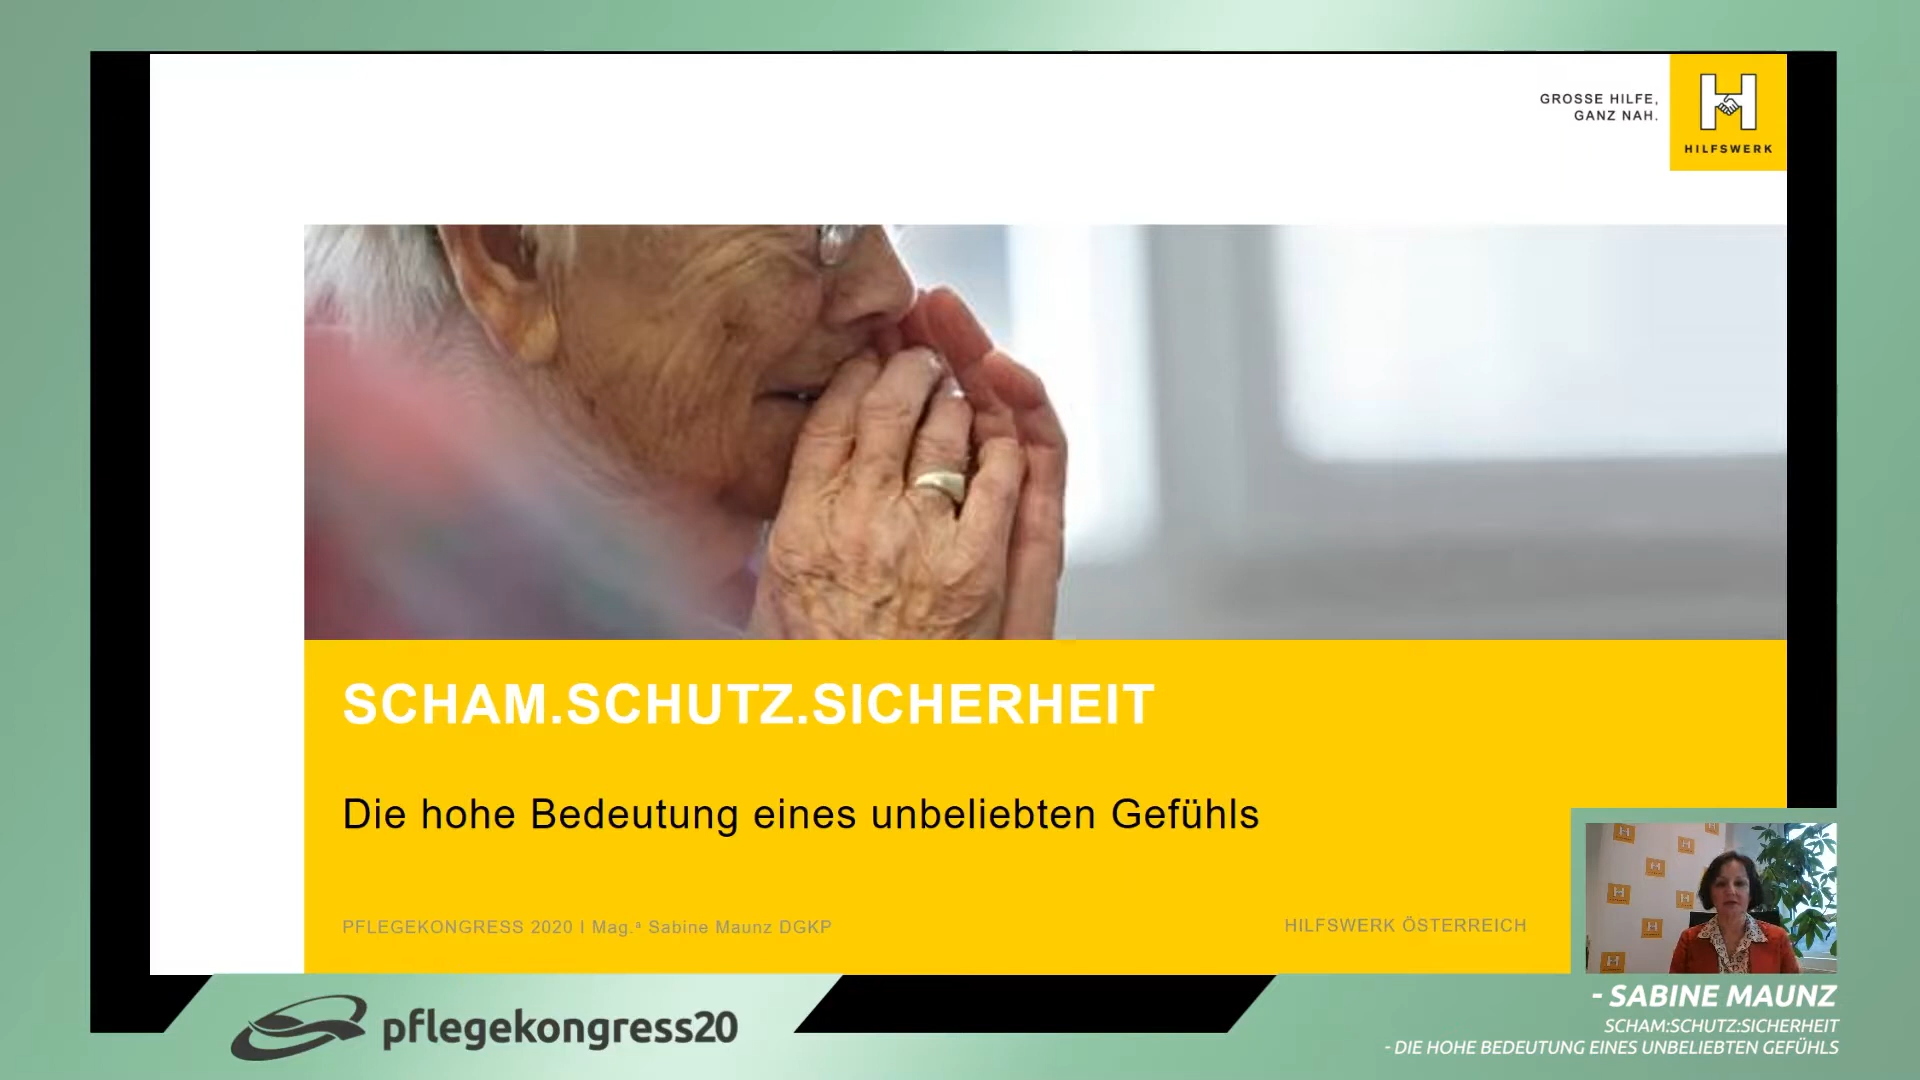 GROSSE HILFE,
GANZ NAH.
HILFSWERK
SCHAM.SCHUTZ.SICHERHEIT
Die hohe Bedeutung eines unbeliebten Gefühls
PFLEGEKONGRESS 2020 I Mag.ª Sabine Maunz DGKP
HILFSWERK ÖSTERREICH
pflegekongress20
- SABINE MAUNZ
SCHAM:SCHUTZ:SICHERHEIT
- DIE HOHE BEDEUTUNG EINES UNBELIEBTEN GEFÜHLS